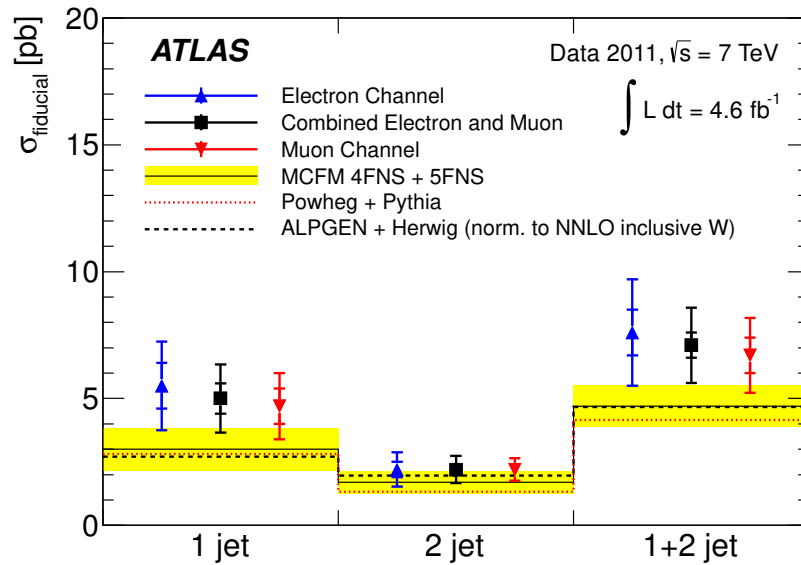 σfiducial [pb]
ATLAS
Data 2011, √s = 7 TeV
∫ L dt = 4.6 fb⁻¹
Electron Channel
Combined Electron and Muon
Muon Channel
MCFM 4FNS + 5FNS
Powheg + Pythia
ALPGEN + Herwig (norm. to NNLO inclusive W)
20
15
10
5
0
1 jet
2 jet
1+2 jet